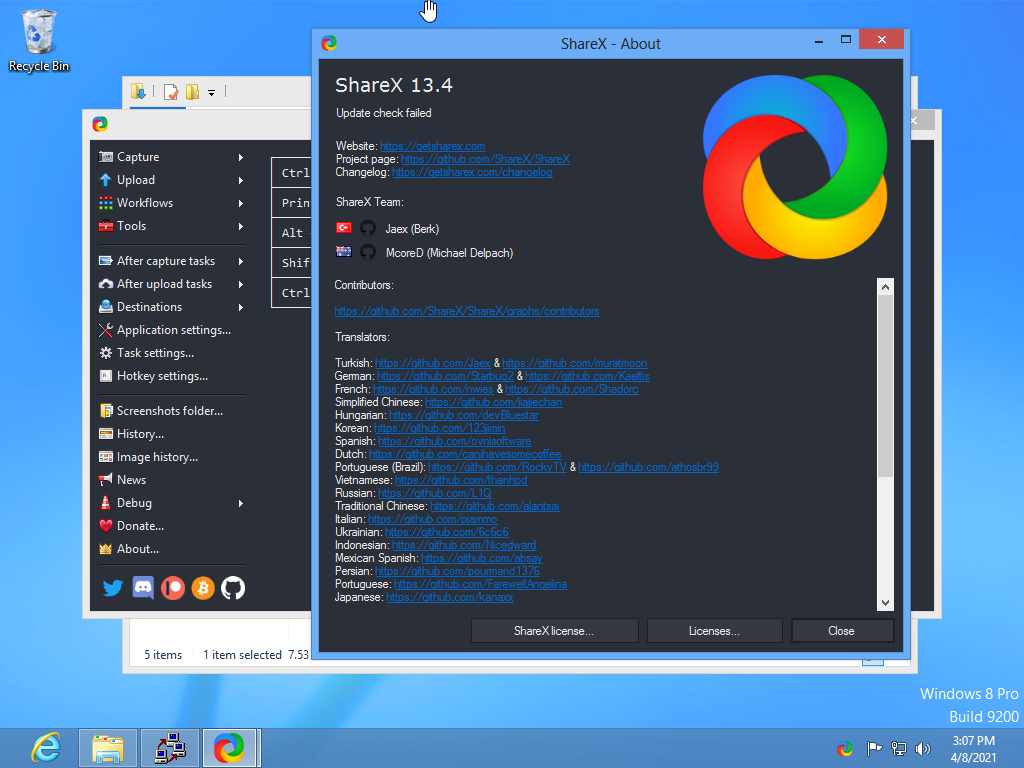 Recycle Bin
ShareX - About
ShareX 13.4
Update check failed
Website: https://getsharex.com
Project page: https://github.com/ShareX/ShareX
Changelog: https://getsharex.com/changelog
ShareX Team:
Jaex (Berk)
McoreD (Michael Delpach)
Contributors:
https://github.com/ShareX/ShareX/graphs/contributors
Translators:
Turkish: https://github.com/Jaex & https://github.com/muratmoon
German: https://github.com/Starbug2 & https://github.com/Kaeltis
French: https://github.com/nwies & https://github.com/Shadorc
Simplified Chinese: https://github.com/jiajiechan
Hungarian: https://github.com/devBluestar
Korean: https://github.com/123jimin
Spanish: https://github.com/ovnisoftware
Dutch: https://github.com/canihavesomecoffee
Portuguese (Brazil): https://github.com/RockyTV & https://github.com/athosbr99
Vietnamese: https://github.com/thanhpd
Russian: https://github.com/L1Q
Traditional Chinese: https://github.com/alantsai
Italian: https://github.com/piammo
Ukrainian: https://github.com/6c6c6
Indonesian: https://github.com/Nicedward
Mexican Spanish: https://github.com/absay
Persian: https://github.com/pourmand1376
Portuguese: https://github.com/FarewellAngelina
Japanese: https://github.com/kanaxx
ShareX license...
Licenses...
Close
Capture
Upload
Workflows
Tools
After capture tasks
After upload tasks
Destinations
Application settings...
Task settings...
Hotkey settings...
Screenshots folder...
History...
Image history...
News
Debug
Donate...
About...
Ctrl
Prin
Alt
Shif
Ctrl
5 items
1 item selected 7.53
Windows 8 Pro
Build 9200
3:07 PM
4/8/2021